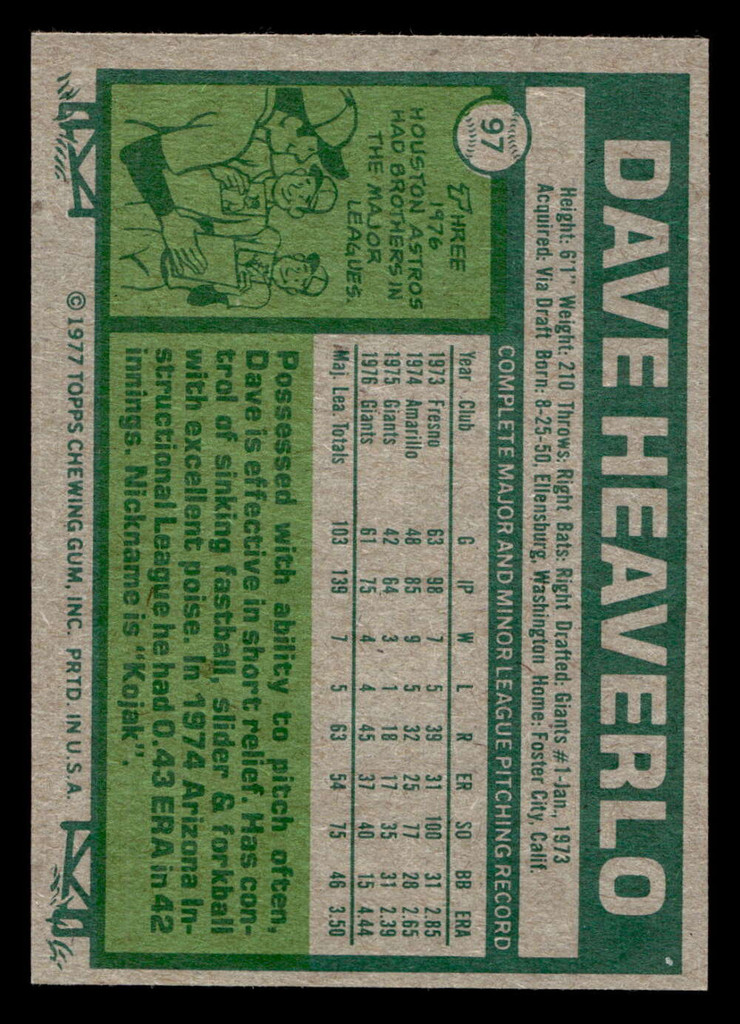 97
DAVE HEAVERLO
Height: 6'1" Weight: 210 Throws: Right Bats: Right Drafted: Giants #1-Jan., 1973
Acquired: Via Draft Born: 8-25-50, Ellensburg, Washington Home: Foster City, Calif.
COMPLETE MAJOR AND MINOR LEAGUE PITCHING RECORD
Year Club G IP W L R ER SO BB ERA
1973 Fresno 63 98 7 5 39 31 100 31 2.85
1974 Amarillo 48 85 9 5 32 25 77 28 2.65
1975 Giants 42 64 3 1 18 17 35 31 2.39
1976 Giants 61 75 4 4 45 37 40 15 4.44
Maj. Lea. Totals 103 139 7 5 63 54 75 46 3.50
THREE
1976
HOUSTON ASTROS
HAD BROTHERS IN
THE MAJOR
LEAGUES.
Possessed with ability to pitch often,
Dave is effective in short relief. Has con-
trol of sinking fastball, slider & forkball
with excellent poise. In 1974 Arizona In-
structional League he had 0.43 ERA in 42
innings. Nickname is "Kojak".
© 1977 TOPPS CHEWING GUM, INC. PRTD. IN U.S.A.